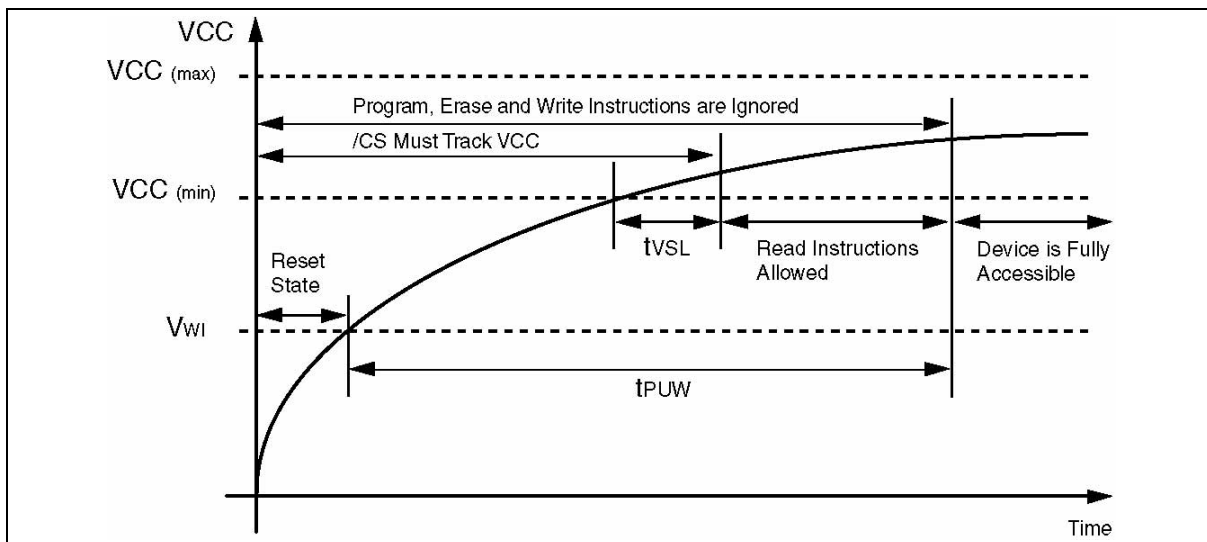 VCC
VCC (max)
Program, Erase and Write Instructions are Ignored
/CS Must Track VCC
VCC (min)
tVSL
Read Instructions
Allowed
Device is Fully
Accessible
Reset
State
VWI
tPUW
Time